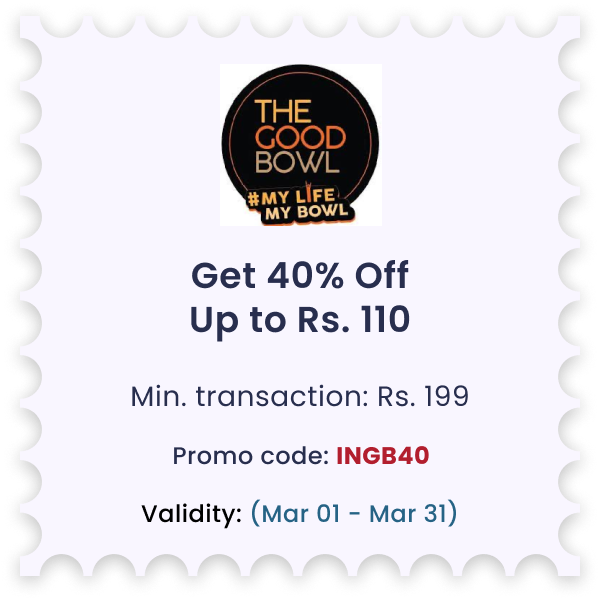 THE
GOOD
BOWL
#MY LIFE
MY BOWL
Get 40% Off
Up to Rs. 110
Min. transaction: Rs. 199
Promo code: INGB40
Validity: (Mar 01 - Mar 31)